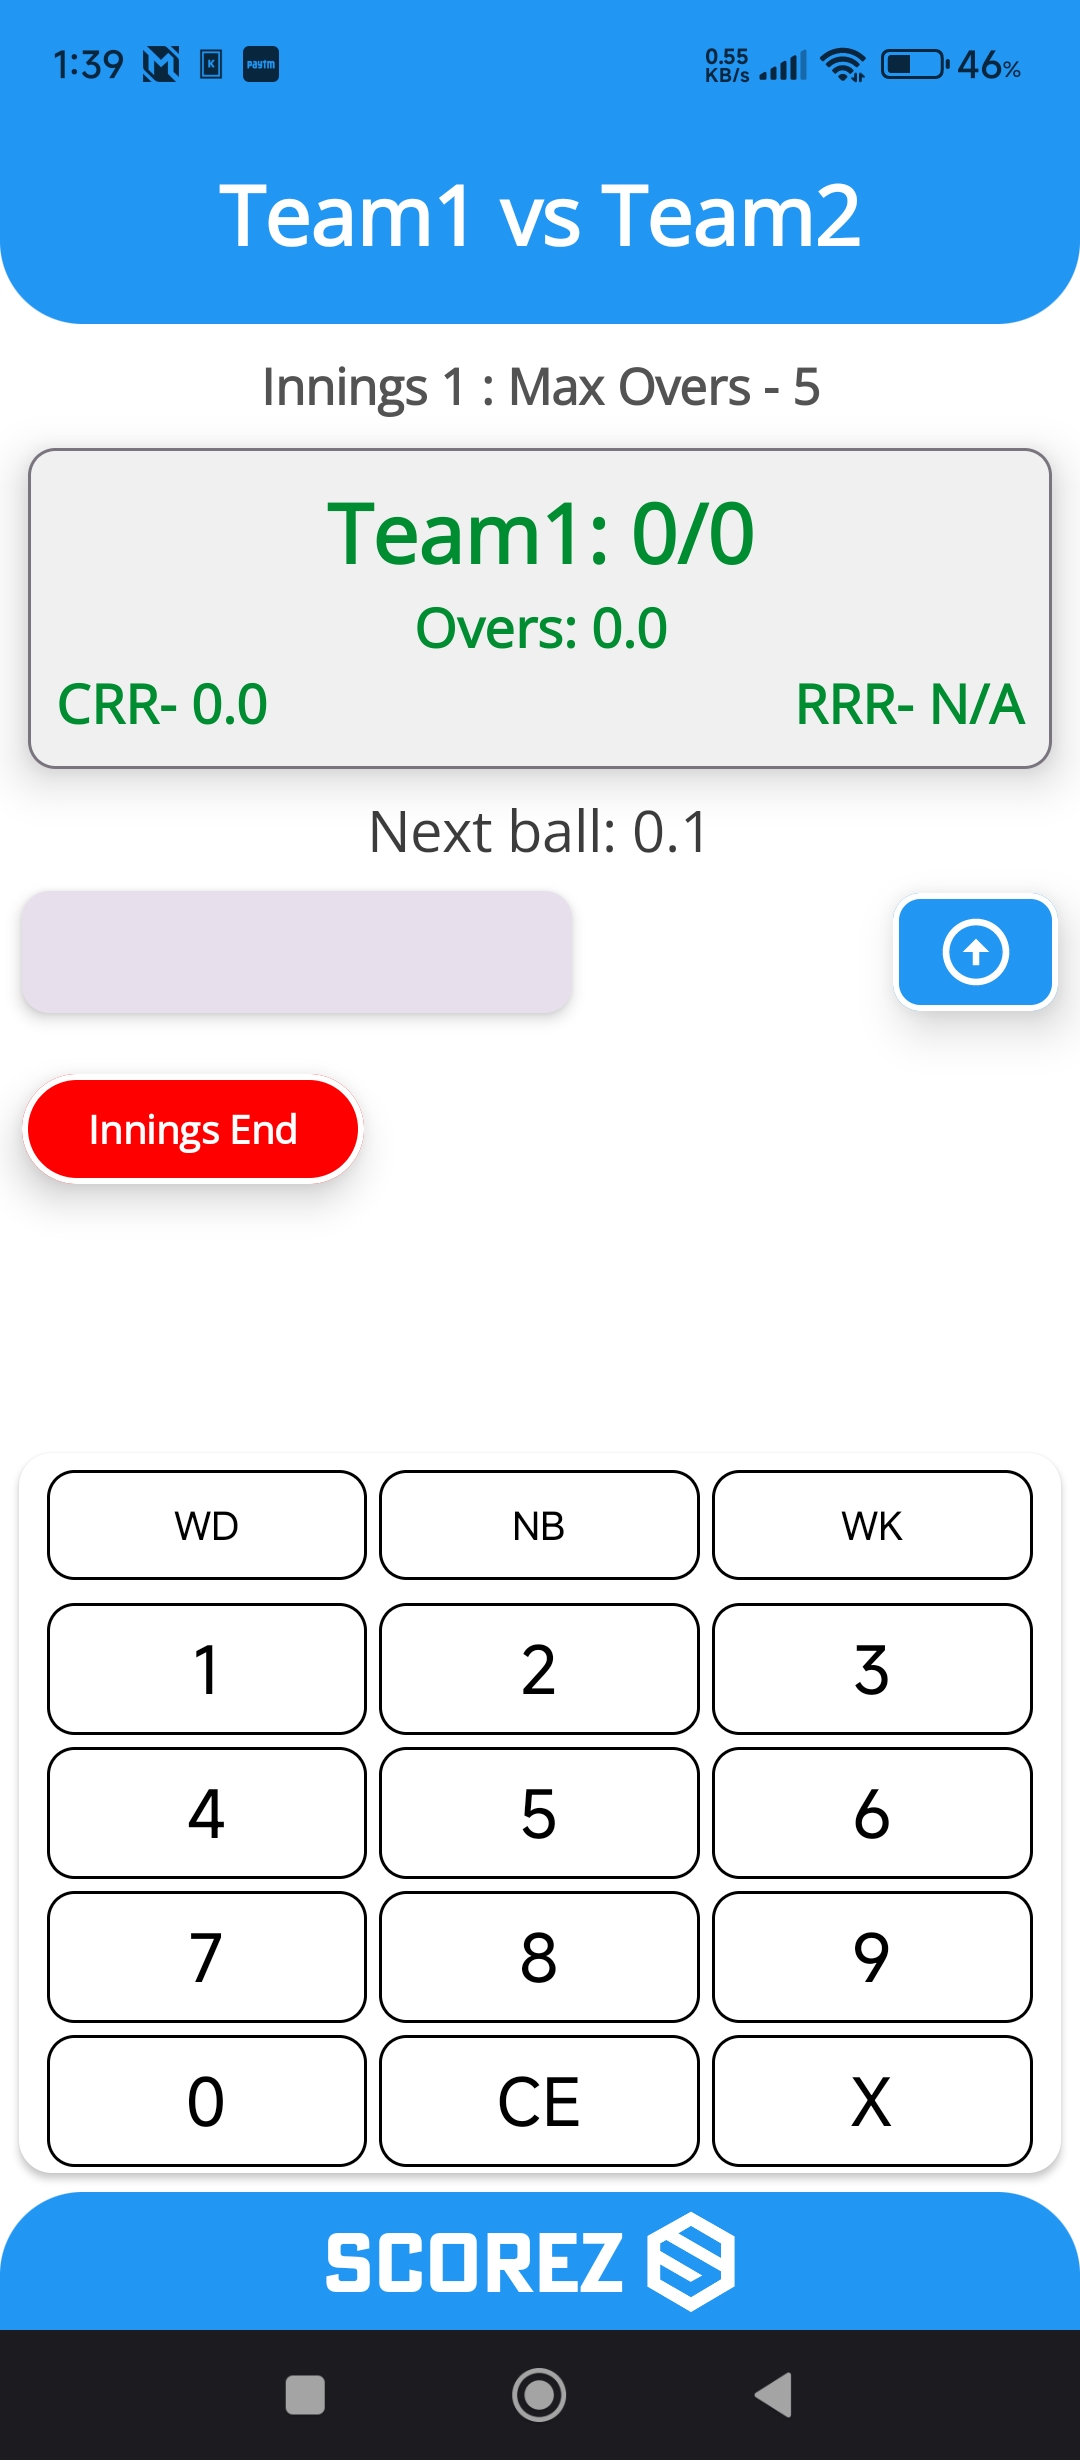 1:39 K Paytm 0.55 KB/s 46%
Team1 vs Team2
Innings 1 : Max Overs - 5
Team1: 0/0
Overs: 0.0
CRR- 0.0 RRR- N/A
Next ball: 0.1
Innings End
WD NB WK
1 2 3
4 5 6
7 8 9
0 CE X
SCOREZ